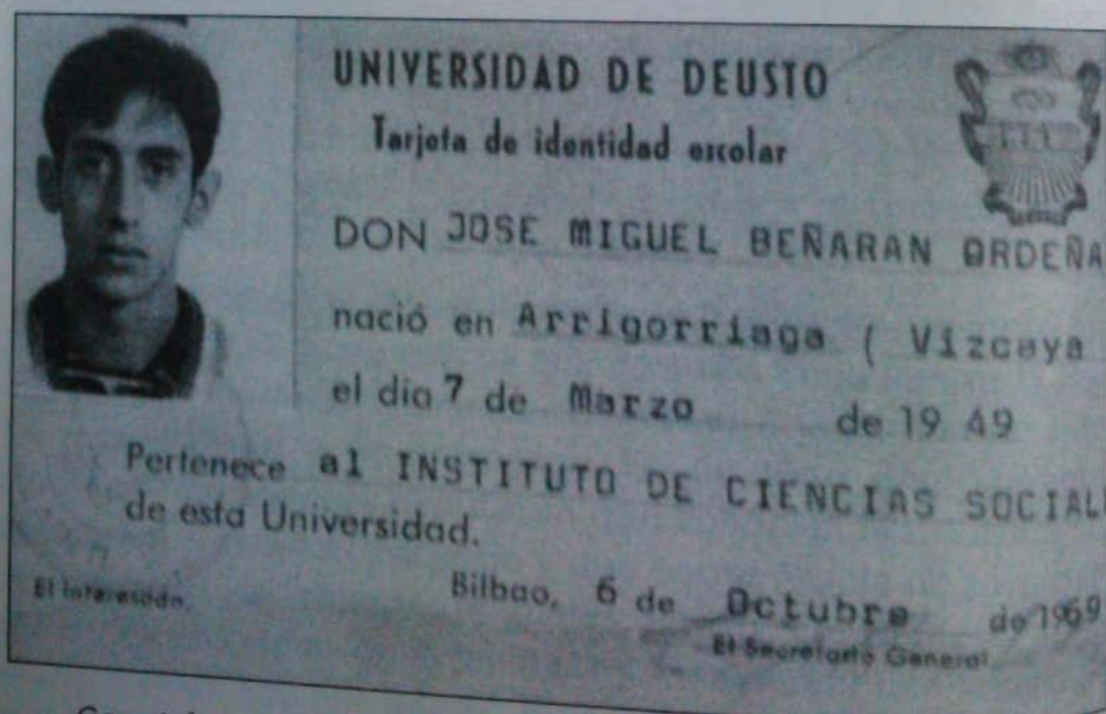 UNIVERSIDAD DE DEUSTO
Tarjeta de identidad escolar
DON JOSE MIGUEL BEÑARAN ORDEÑA
nació en Arrigorriaga ( Vizcaya
el día 7 de Marzo de 19 49
Pertenece al INSTITUTO DE CIENCIAS SOCIAL
de esta Universidad.
Bilbao, 6 de Octubre de 1969
El interesado,
El Secretario General